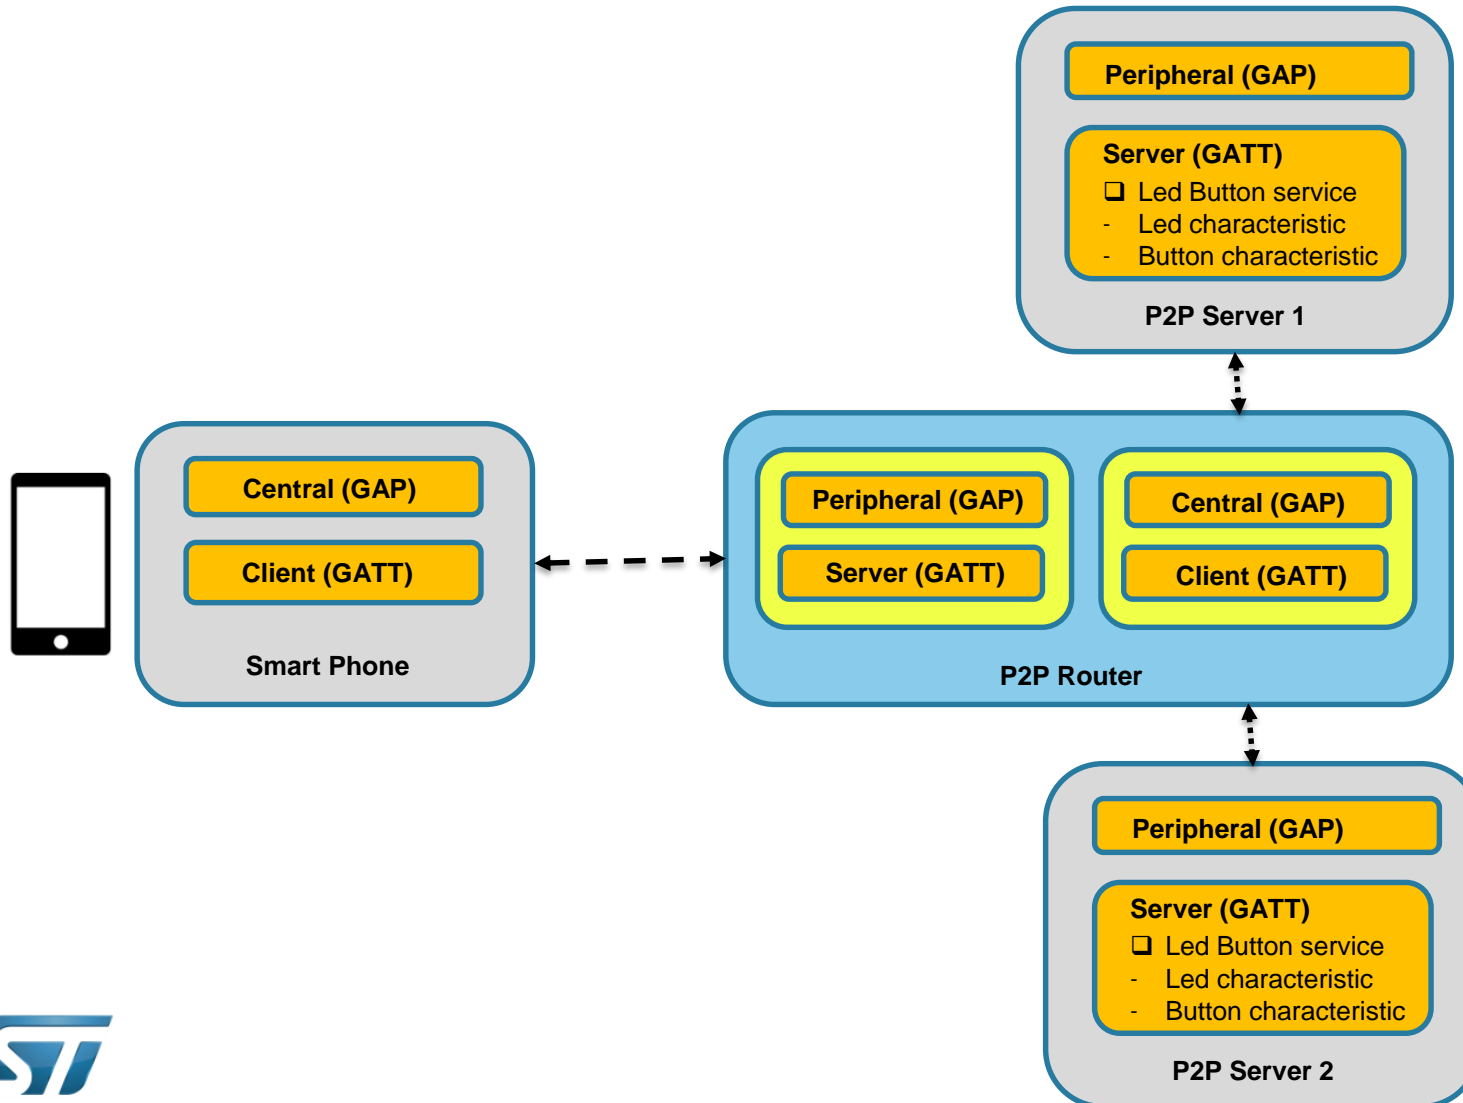 Peripheral (GAP)
Server (GATT)
❑ Led Button service
- Led characteristic
- Button characteristic
P2P Server 1
Central (GAP)
Client (GATT)
Smart Phone
Peripheral (GAP)
Server (GATT)
Central (GAP)
Client (GATT)
P2P Router
Peripheral (GAP)
Server (GATT)
❑ Led Button service
- Led characteristic
- Button characteristic
P2P Server 2
ST